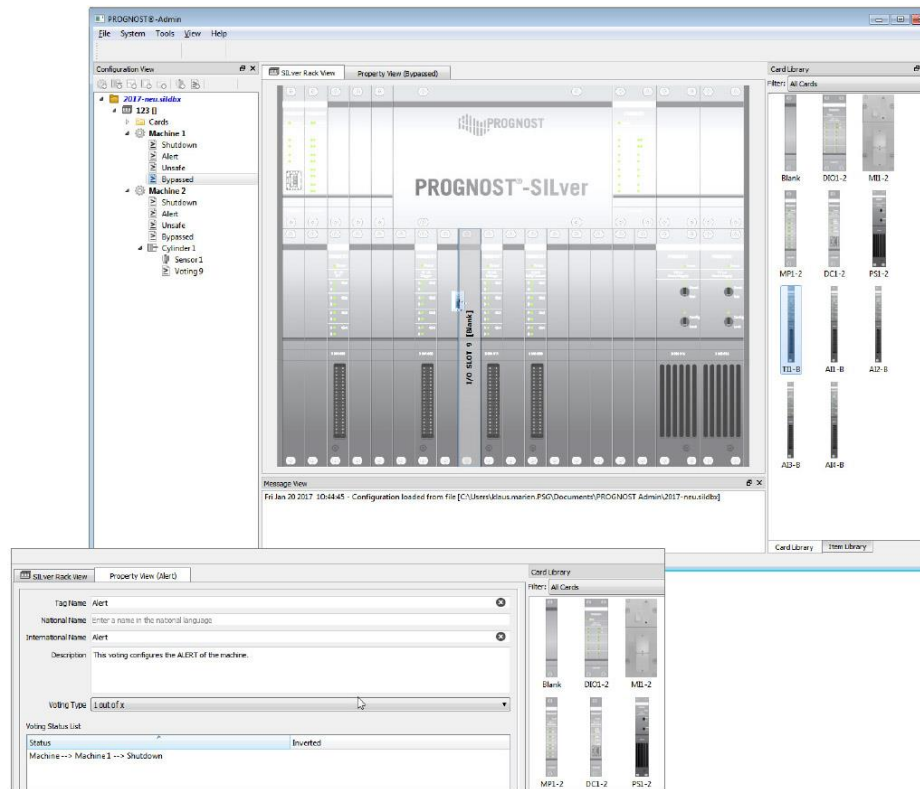 PROGNOST®-Admin
File System Tools View Help
Configuration View
2017-neu.sildbx
123 []
Cards
Machine 1
Shutdown
Alert
Unsafe
Bypassed
Machine 2
Shutdown
Alert
Unsafe
Bypassed
Cylinder 1
Sensor 1
Voting 9
SILver Rack View
Property View (Bypassed)
PROGNOST
PROGNOST®-SILver
I/O SLOT 9 [Blank]
Message View
Fri Jan 20 2017 10:44:45 - Configuration loaded from file [C:\Users\klaus.marien.PSG\Documents\PROGNOST Admin\2017-neu.sildbx]
Card Library
Filter: All Cards
Blank DIO1-2 MI1-2
MP1-2 DC1-2 PS1-2
TI1-B AI1-B AI2-B
AI3-B AI4-B
Card Library Item Library
SILver Rack View Property View (Alert)
Tag Name Alert
National Name Enter a name in the national language
International Name Alert
Description This voting configures the ALERT of the machine.
Voting Type 1 out of x
Voting Status List
Status Inverted
Machine --> Machine 1 --> Shutdown
Card Library
Filter: All Cards
Blank DIO1-2 MI1-2
MP1-2 DC1-2 PS1-2